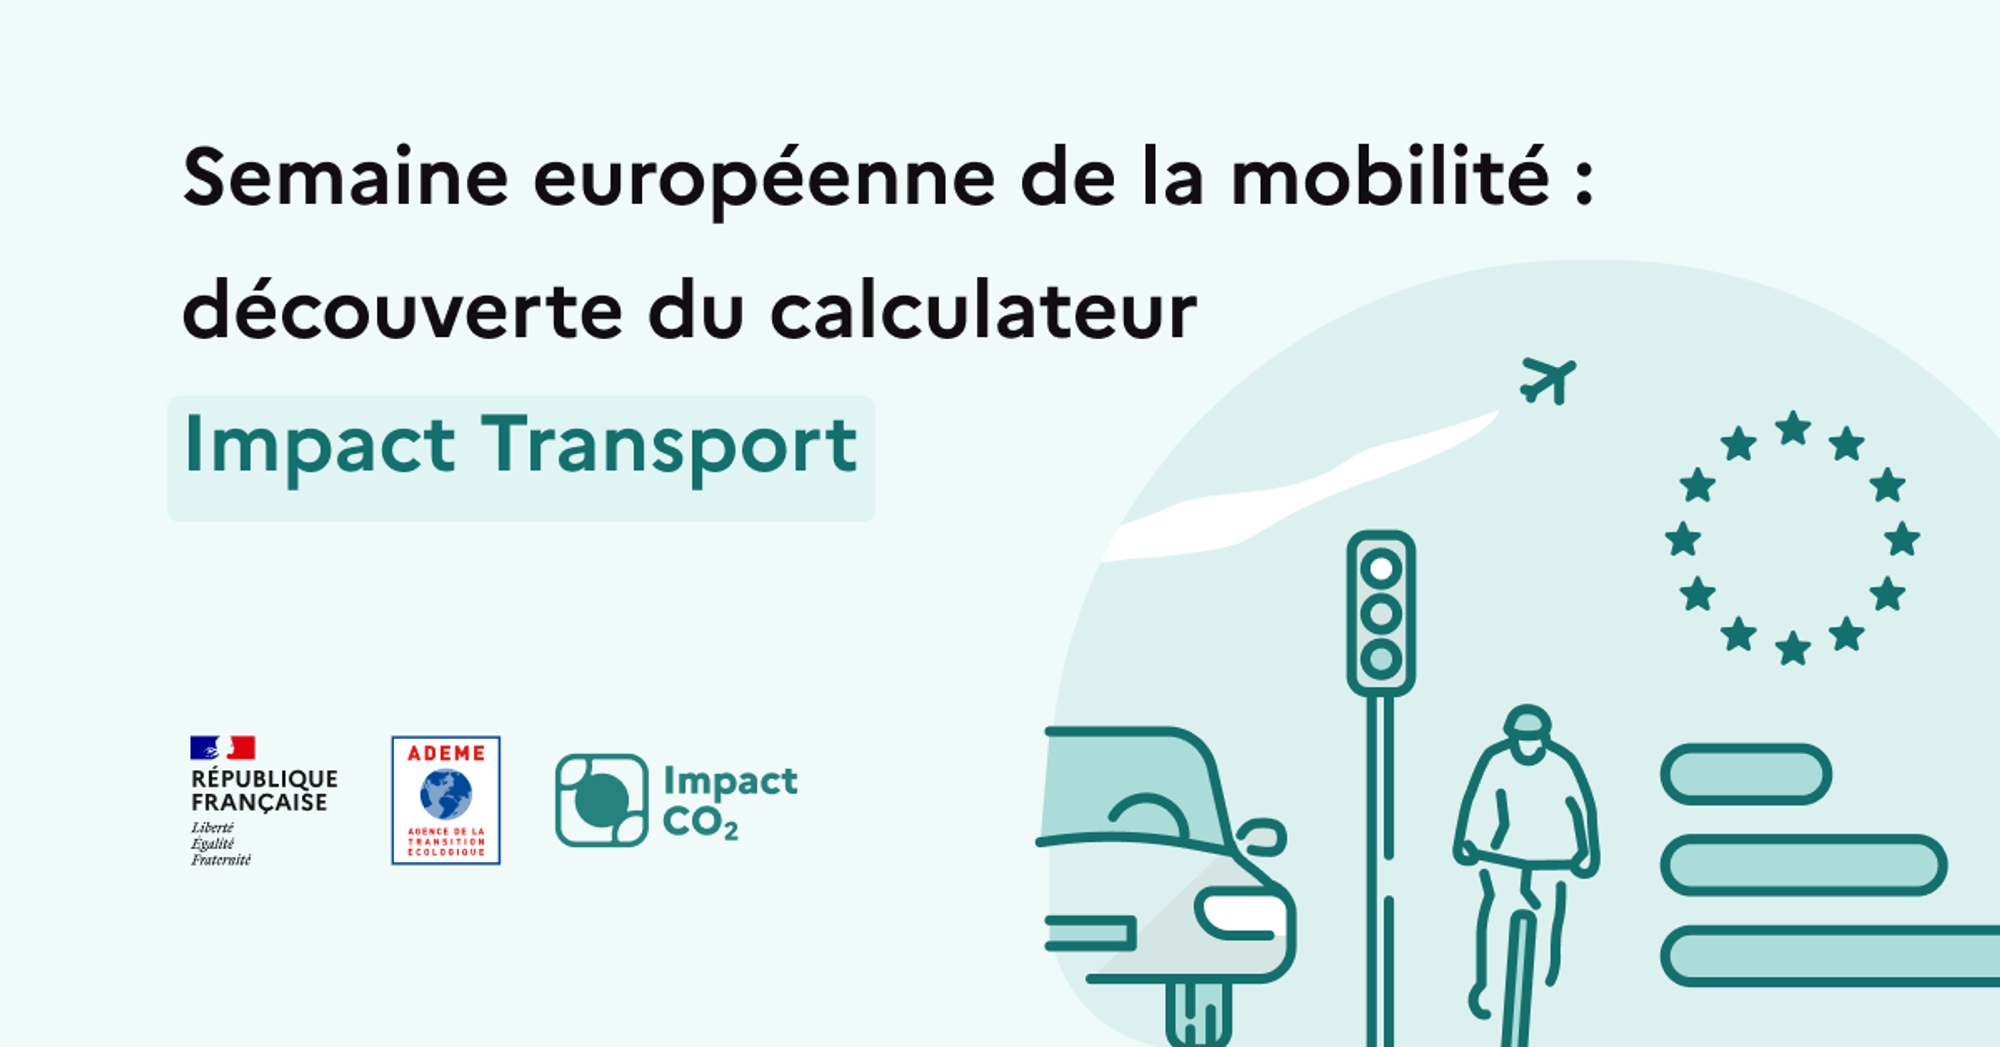 Semaine européenne de la mobilité :
découverte du calculateur
Impact Transport
RÉPUBLIQUE
FRANÇAISE
Liberté
Égalité
Fraternité
ADEME
AGENCE DE LA
TRANSITION
ÉCOLOGIQUE
Impact
CO₂